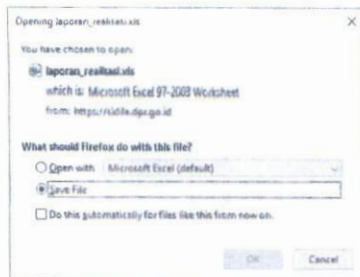 Opening laporan_realisasi.xls
You have chosen to open:
laporan_realisasi.xls
which is: Microsoft Excel 97-2003 Worksheet
from: https://
What should Firefox do with this file?
Open with Microsoft Excel (default)
Save File
Do this automatically for files like this from now on.
OK Cancel